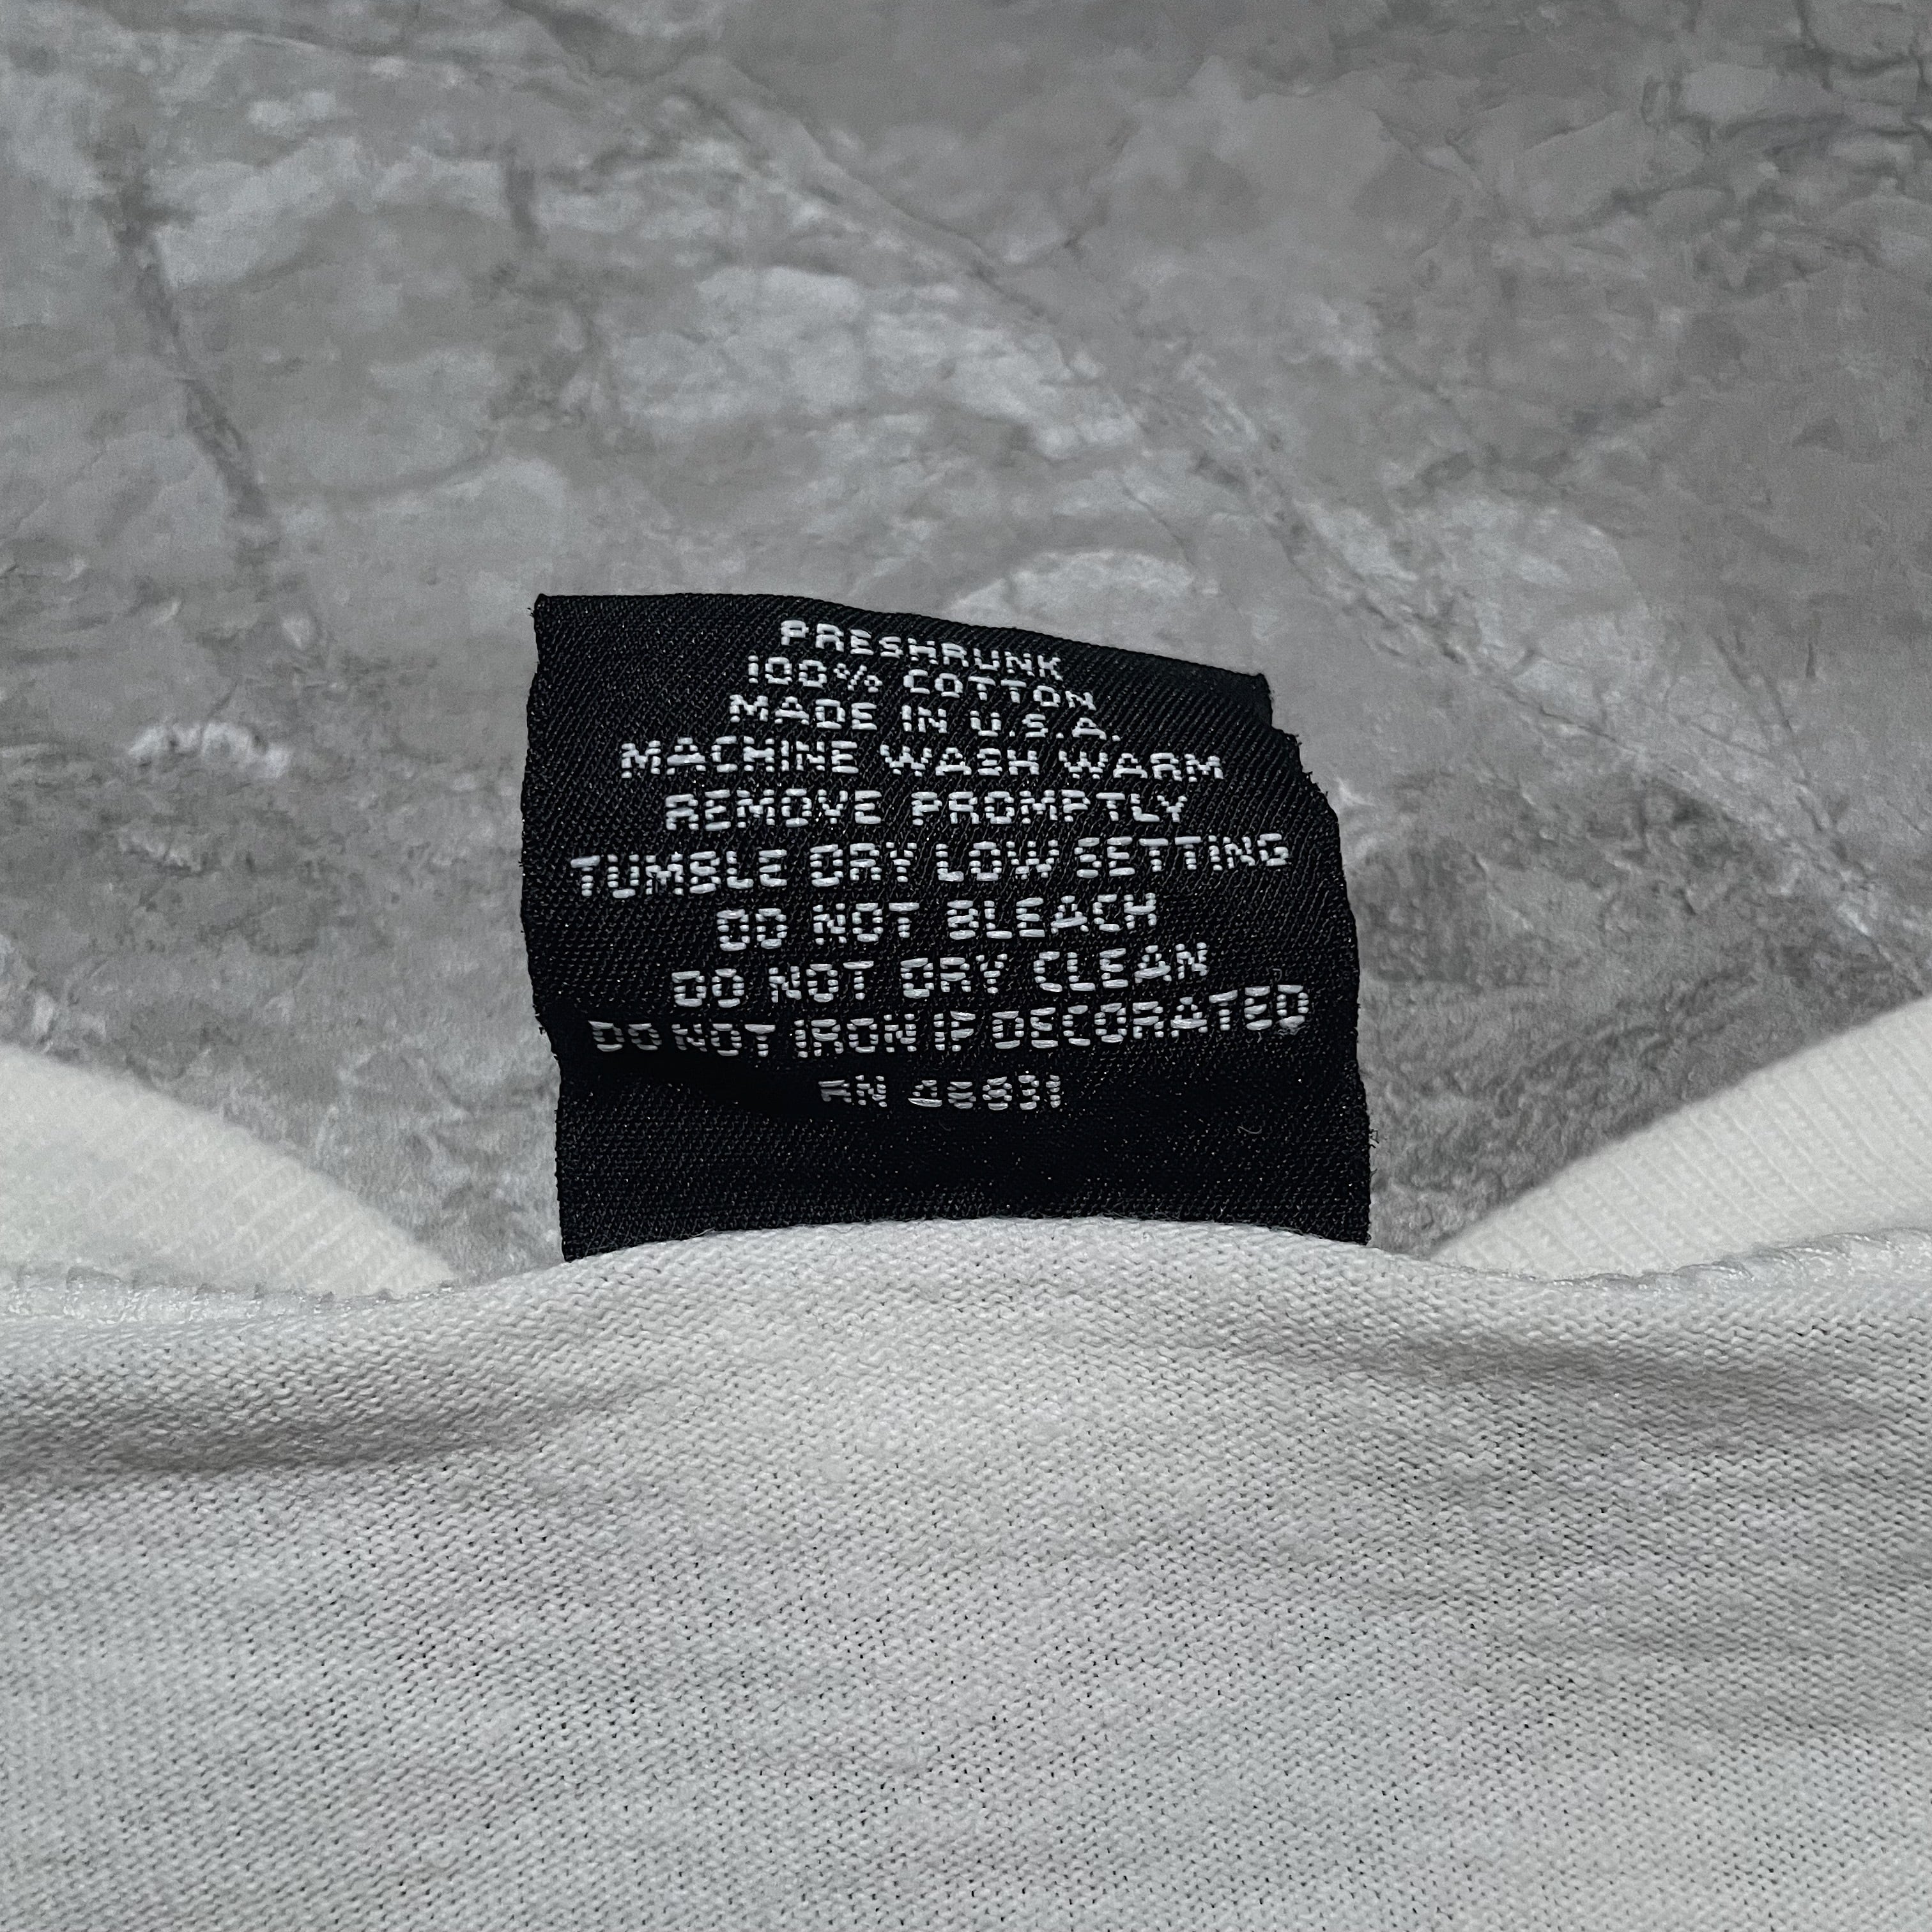 PRESHRUNK
100% COTTON
MADE IN U.S.A.
MACHINE WASH WARM
REMOVE PROMPTLY
TUMBLE DRY LOW SETTING
DO NOT BLEACH
DO NOT DRY CLEAN
DO NOT IRON IF DECORATED
RN